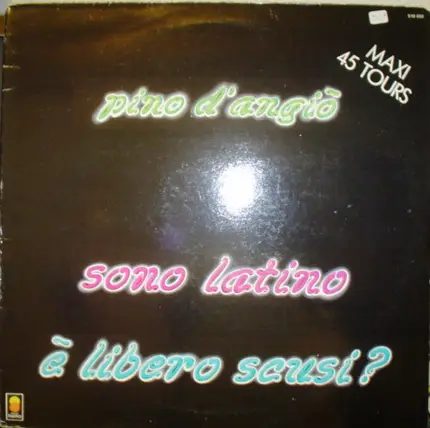 MAXI
45 TOURS
pino d'angiò
sono latino
è libero scusi?